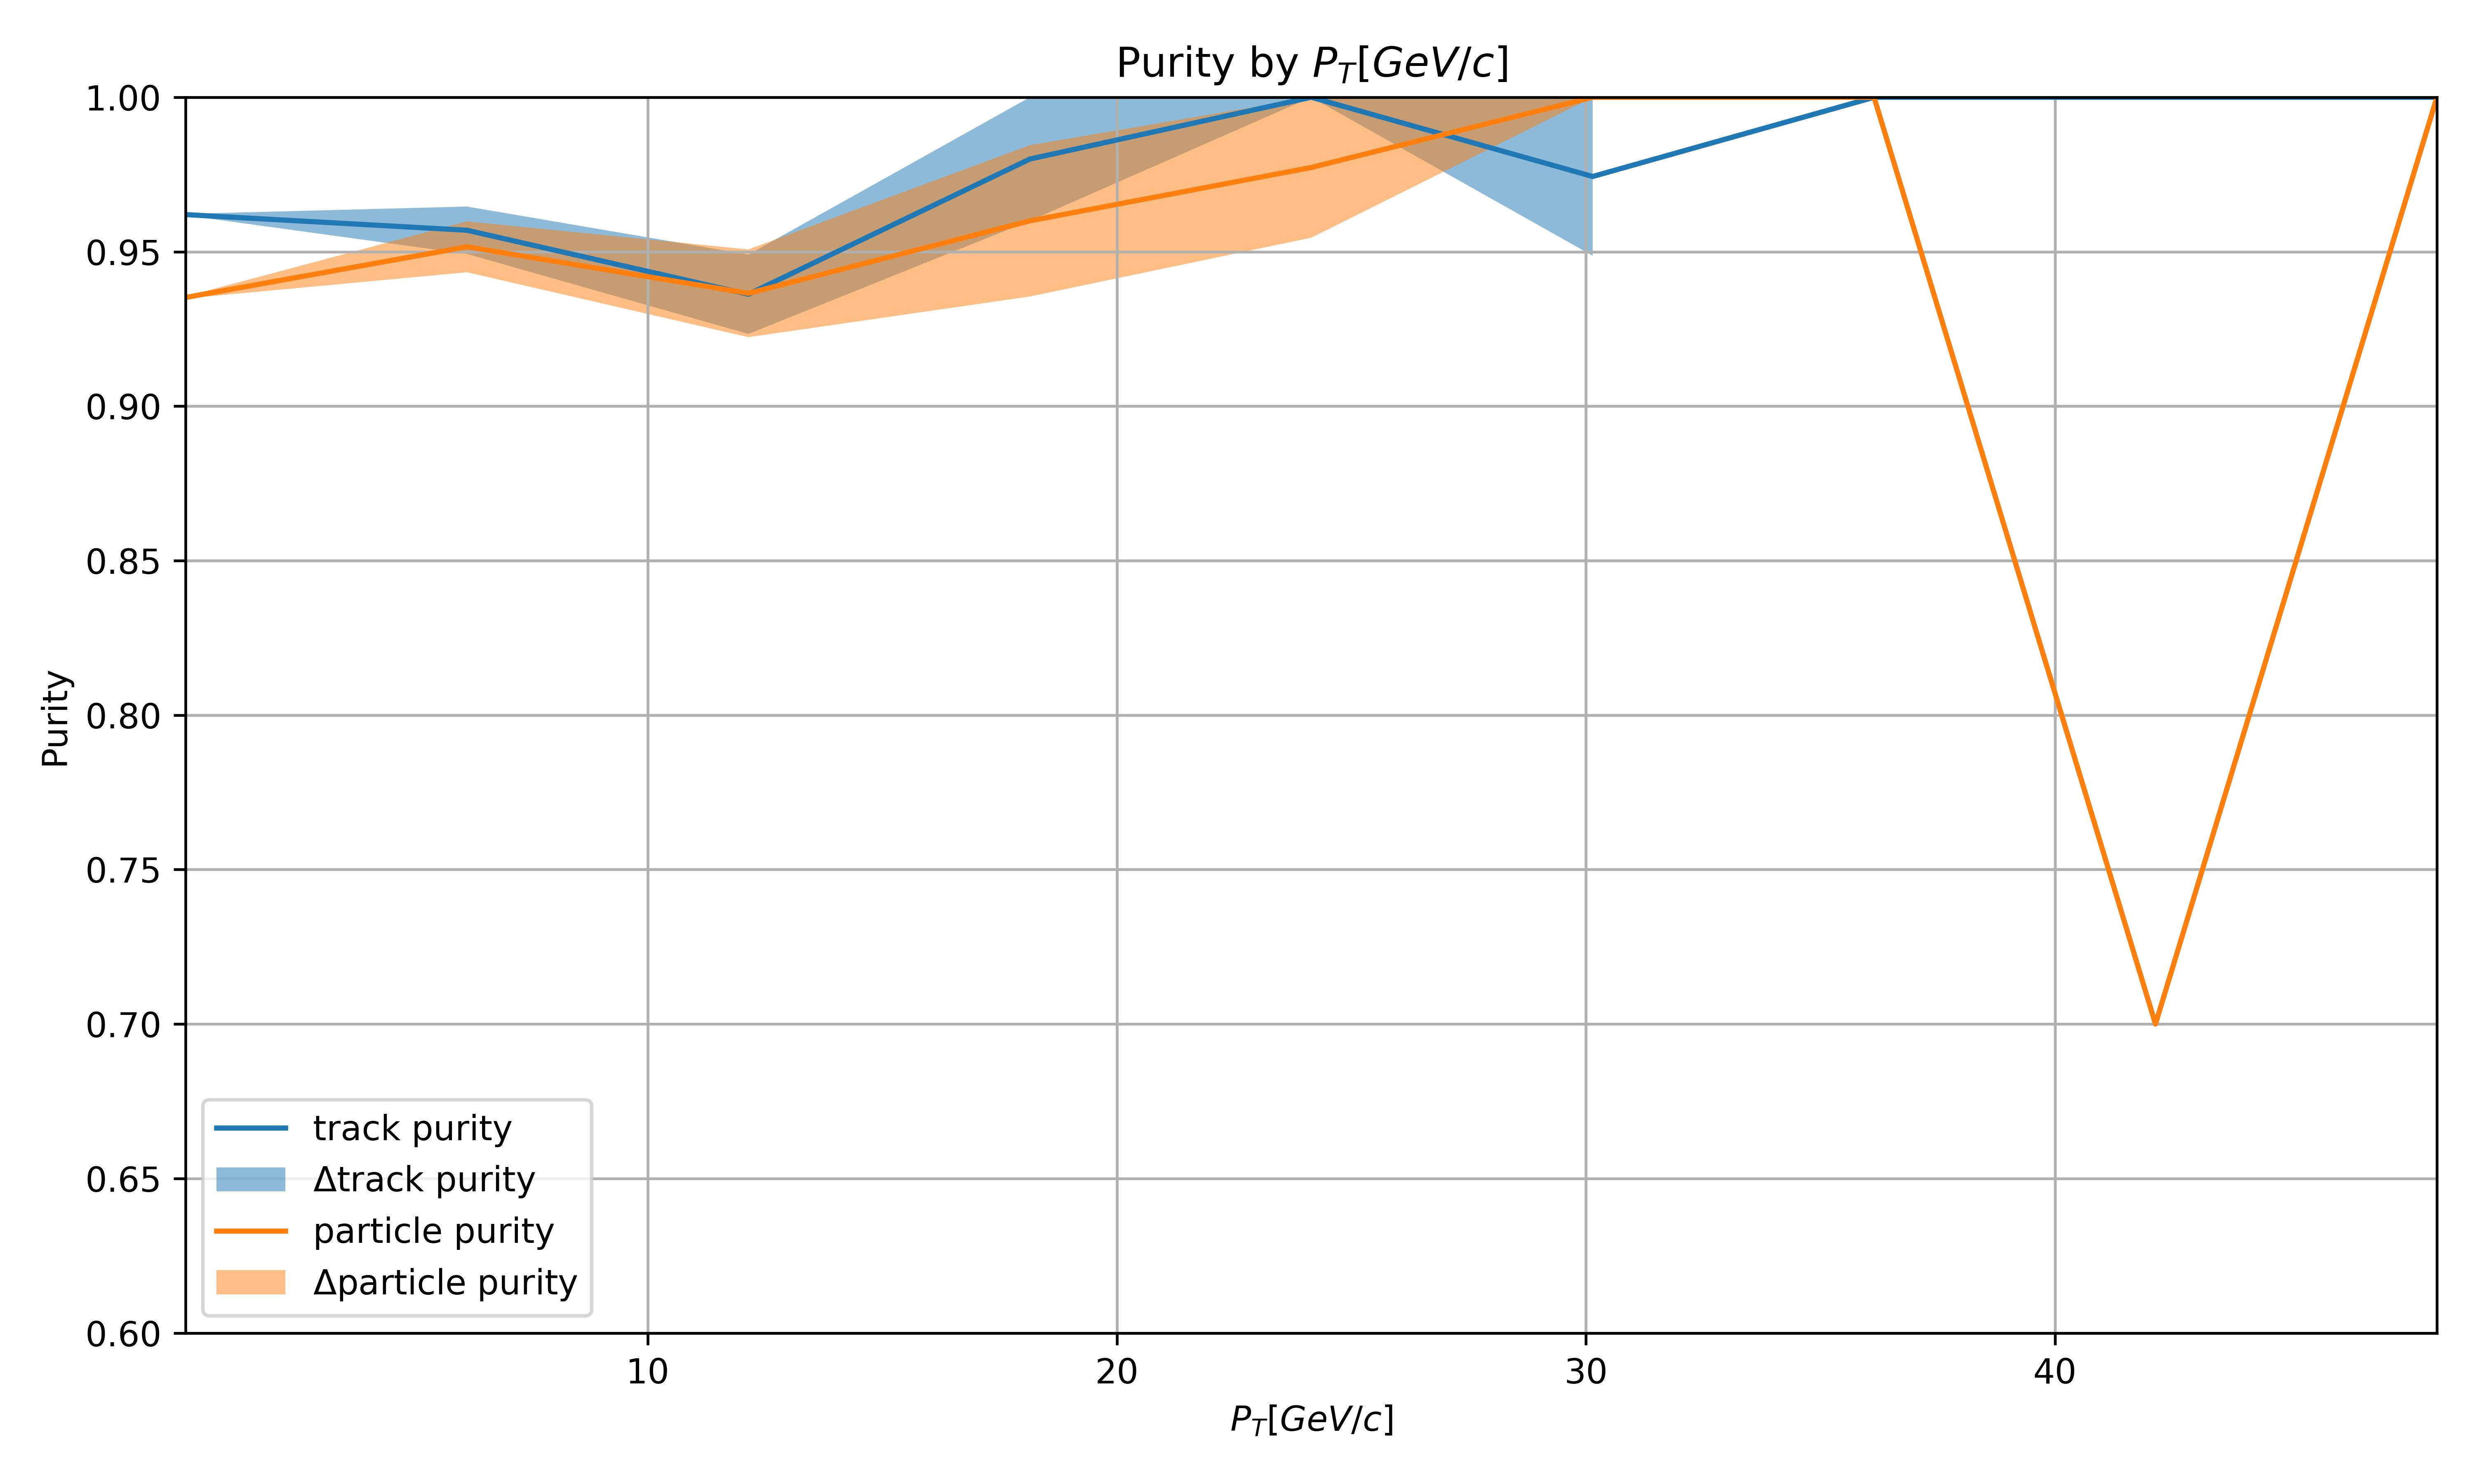 Purity by P_T[GeV/c]
1.00
0.95
0.90
0.85
0.80
0.75
0.70
0.65
0.60
Purity
track purity
Δtrack purity
particle purity
Δparticle purity
10 20 30 40
P_T[GeV/c]